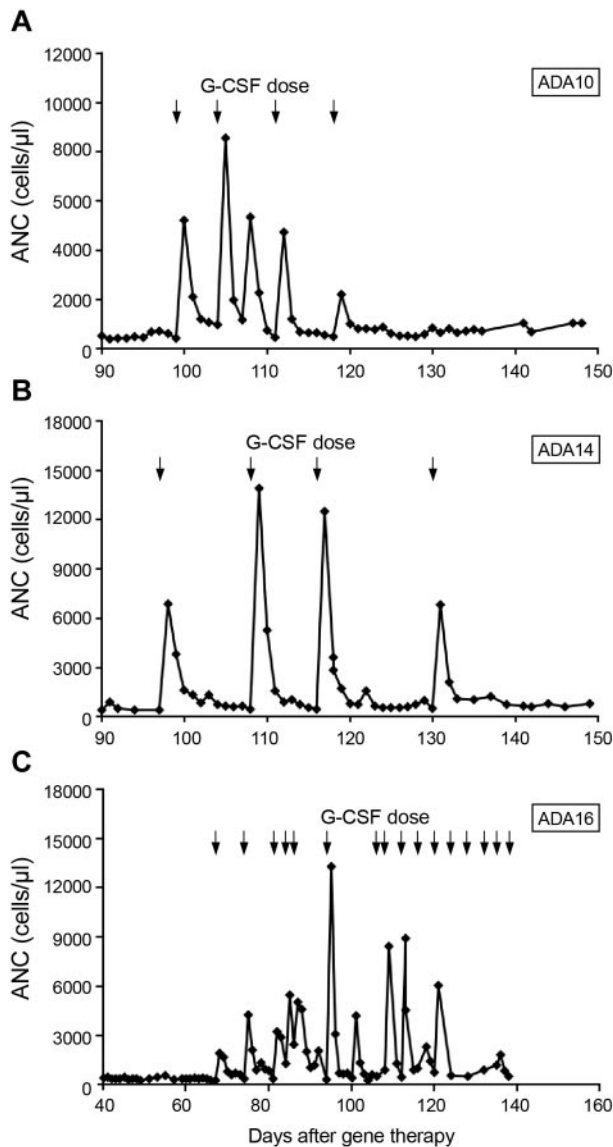 A
12000
10000
8000
6000
4000
2000
0
ANC (cells/µl)
G-CSF dose
ADA10
90 100 110 120 130 140 150
B
18000
15000
12000
9000
6000
3000
0
ANC (cells/µl)
G-CSF dose
ADA14
90 100 110 120 130 140 150
C
18000
15000
12000
9000
6000
3000
0
ANC (cells/µl)
G-CSF dose
ADA16
40 60 80 100 120 140 160
Days after gene therapy